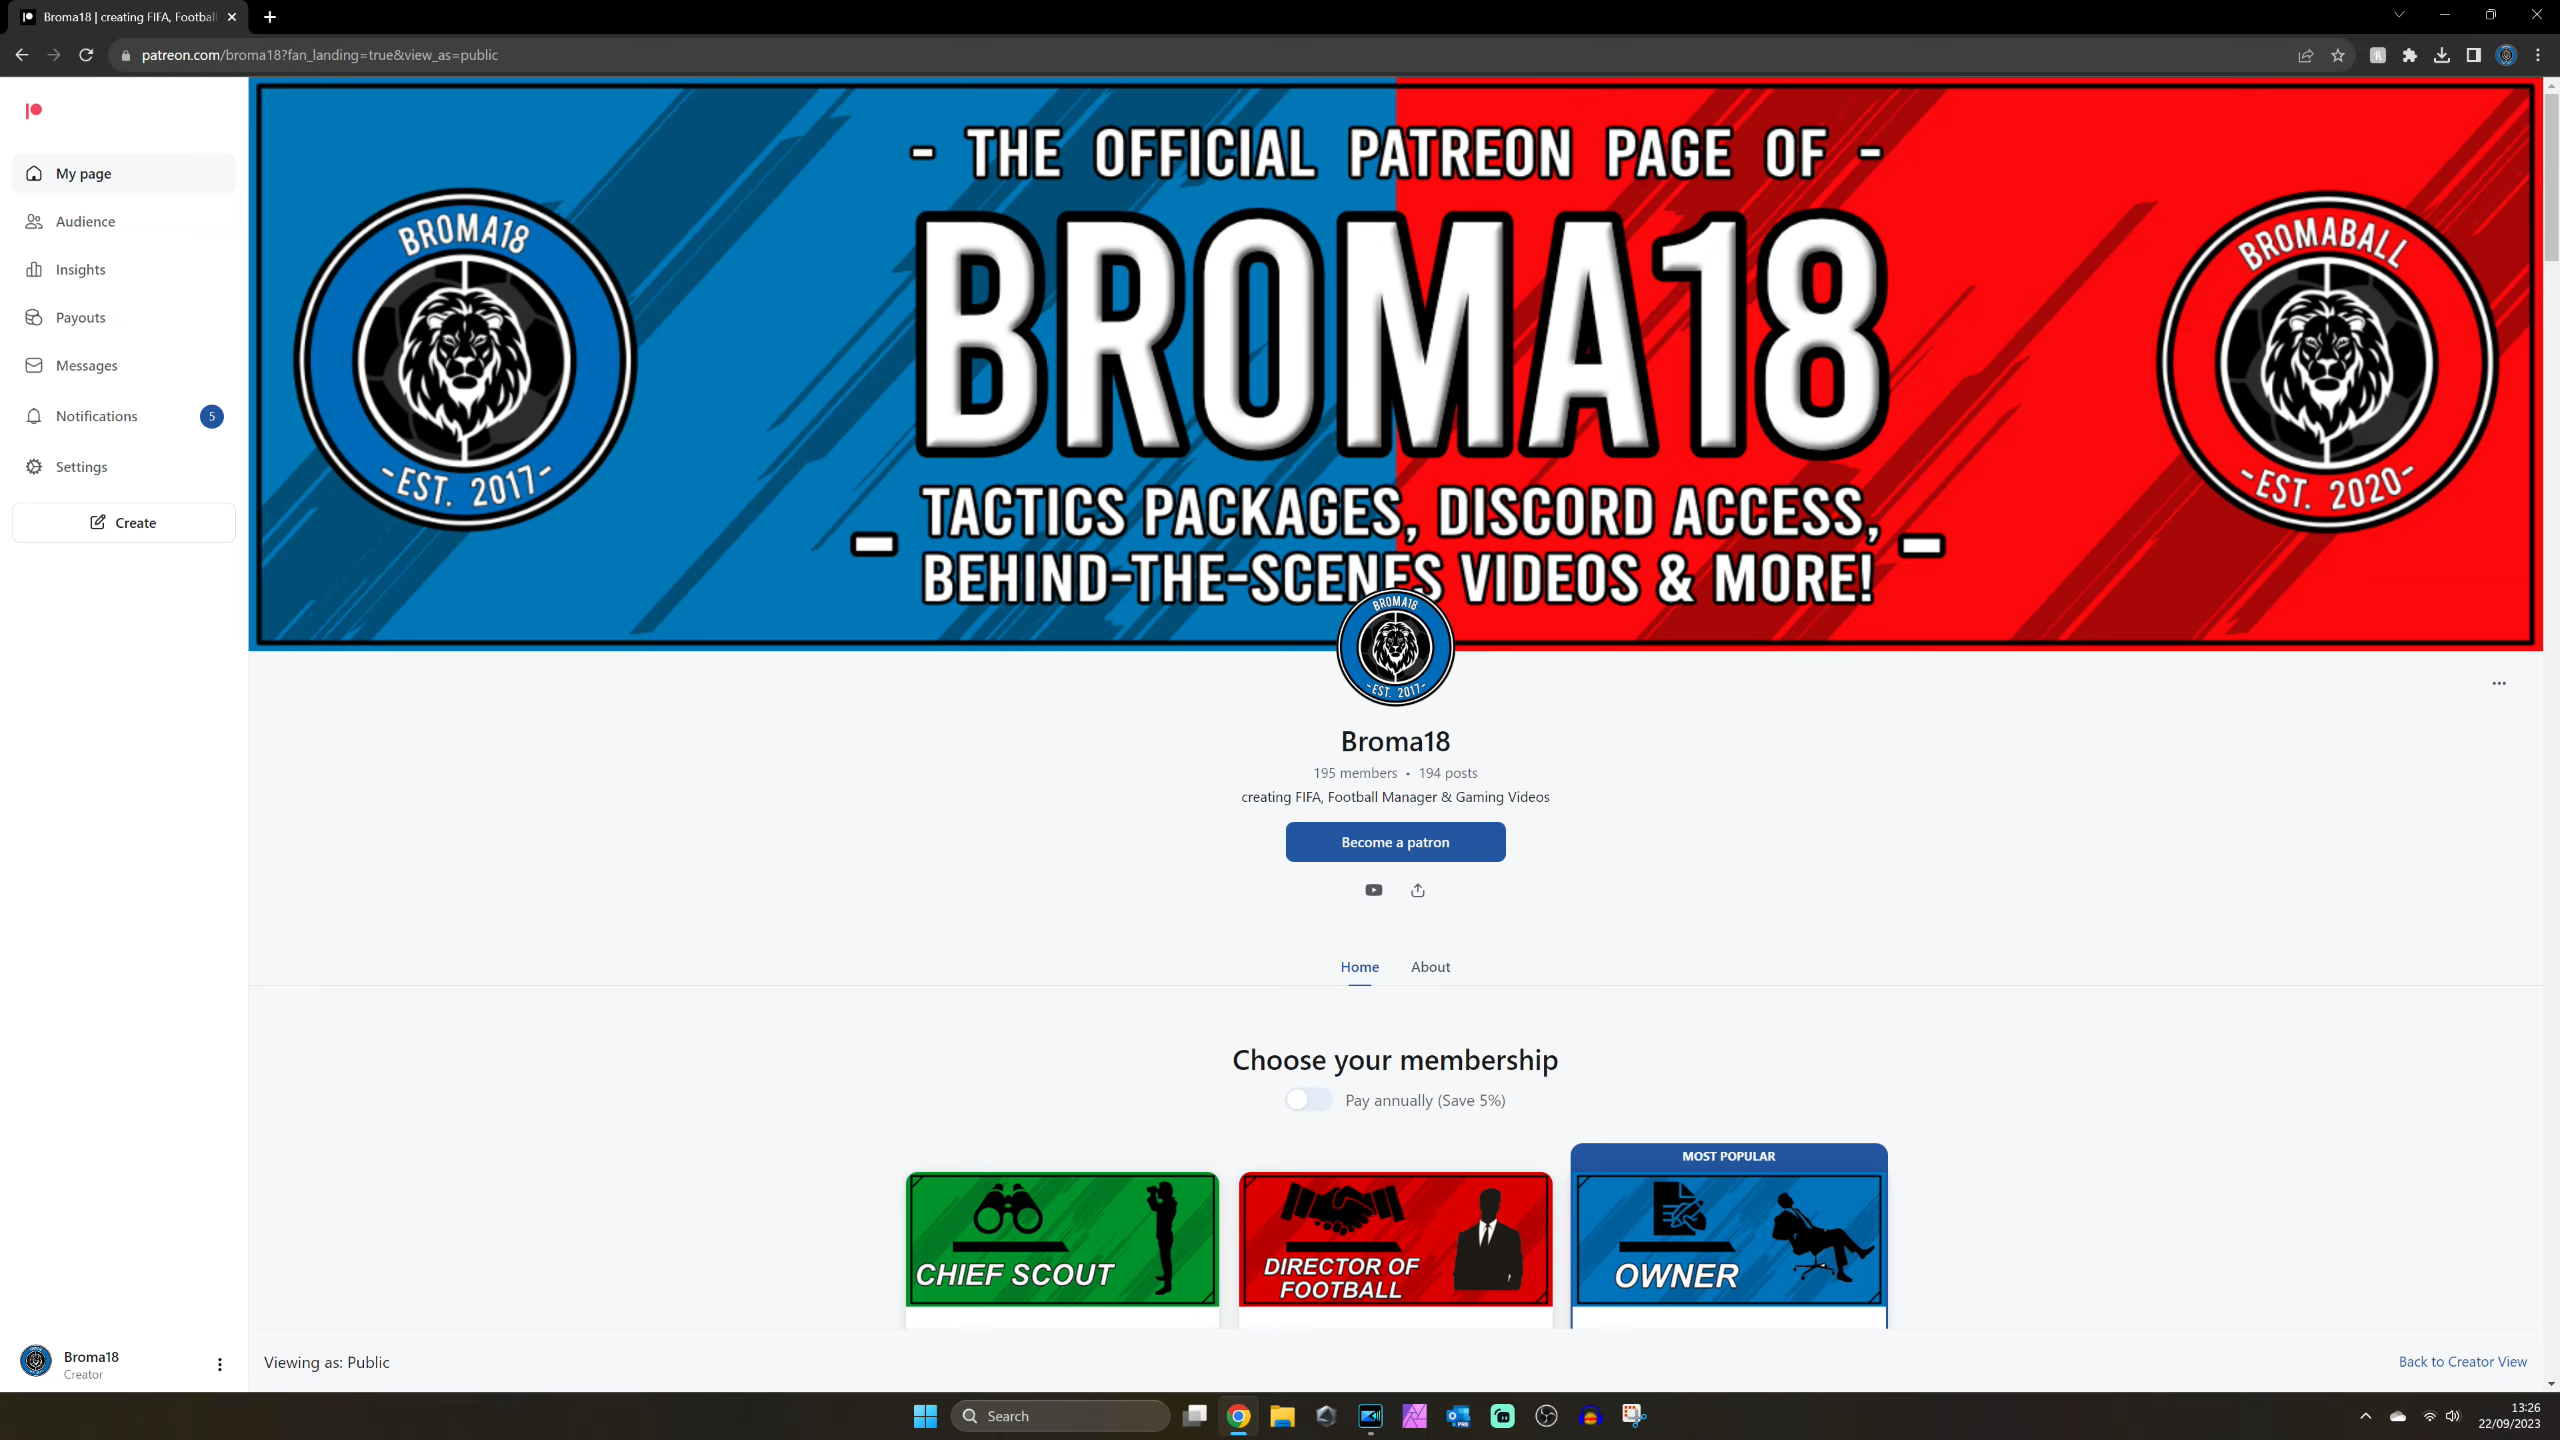 Broma18 | creating FIFA, Football
patreon.com/broma18?fan_landing=true&view_as=public
My page
Audience
Insights
Payouts
Messages
Notifications 5
Settings
Create
- THE OFFICIAL PATREON PAGE OF -
BROMA18
- TACTICS PACKAGES, DISCORD ACCESS, -
BEHIND-THE-SCENES VIDEOS & MORE!
BROMA18
-EST. 2017-
BROMABALL
-EST. 2020-
BROMA18
-EST. 2017-
Broma18
195 members • 194 posts
creating FIFA, Football Manager & Gaming Videos
Become a patron
Home About
Choose your membership
Pay annually (Save 5%)
MOST POPULAR
CHIEF SCOUT
DIRECTOR OF
FOOTBALL
OWNER
Broma18
Creator
Viewing as: Public
Back to Creator View
Search
PRE
13:26
22/09/2023